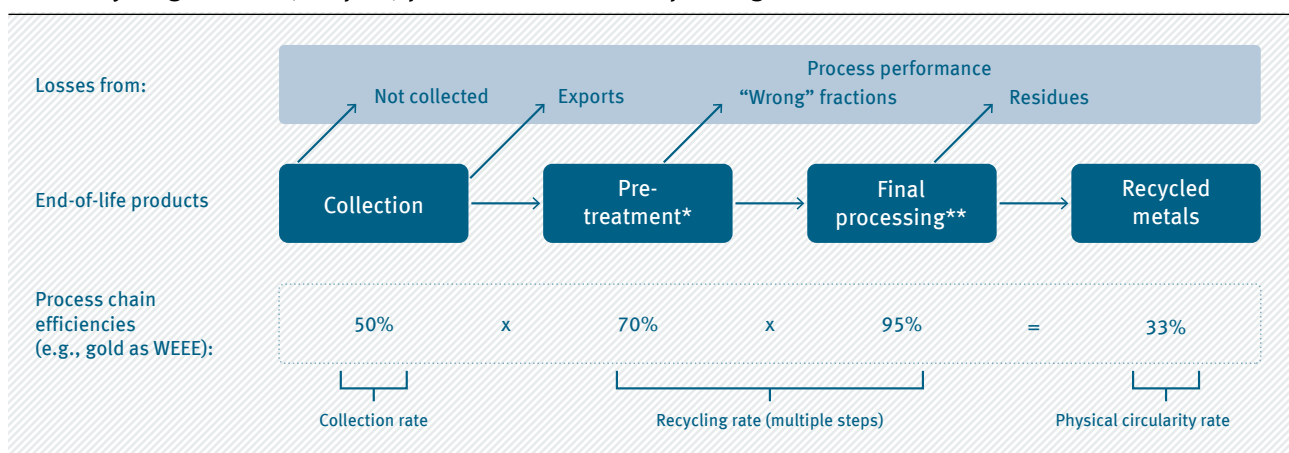 Losses from:
Process performance
Not collected
Exports
“Wrong” fractions
Residues
End-of-life products
Collection
Pre-
treatment*
Final
processing**
Recycled
metals
Process chain
efficiencies
(e.g., gold as WEEE):
50% x 70% x 95% = 33%
Collection rate
Recycling rate (multiple steps)
Physical circularity rate